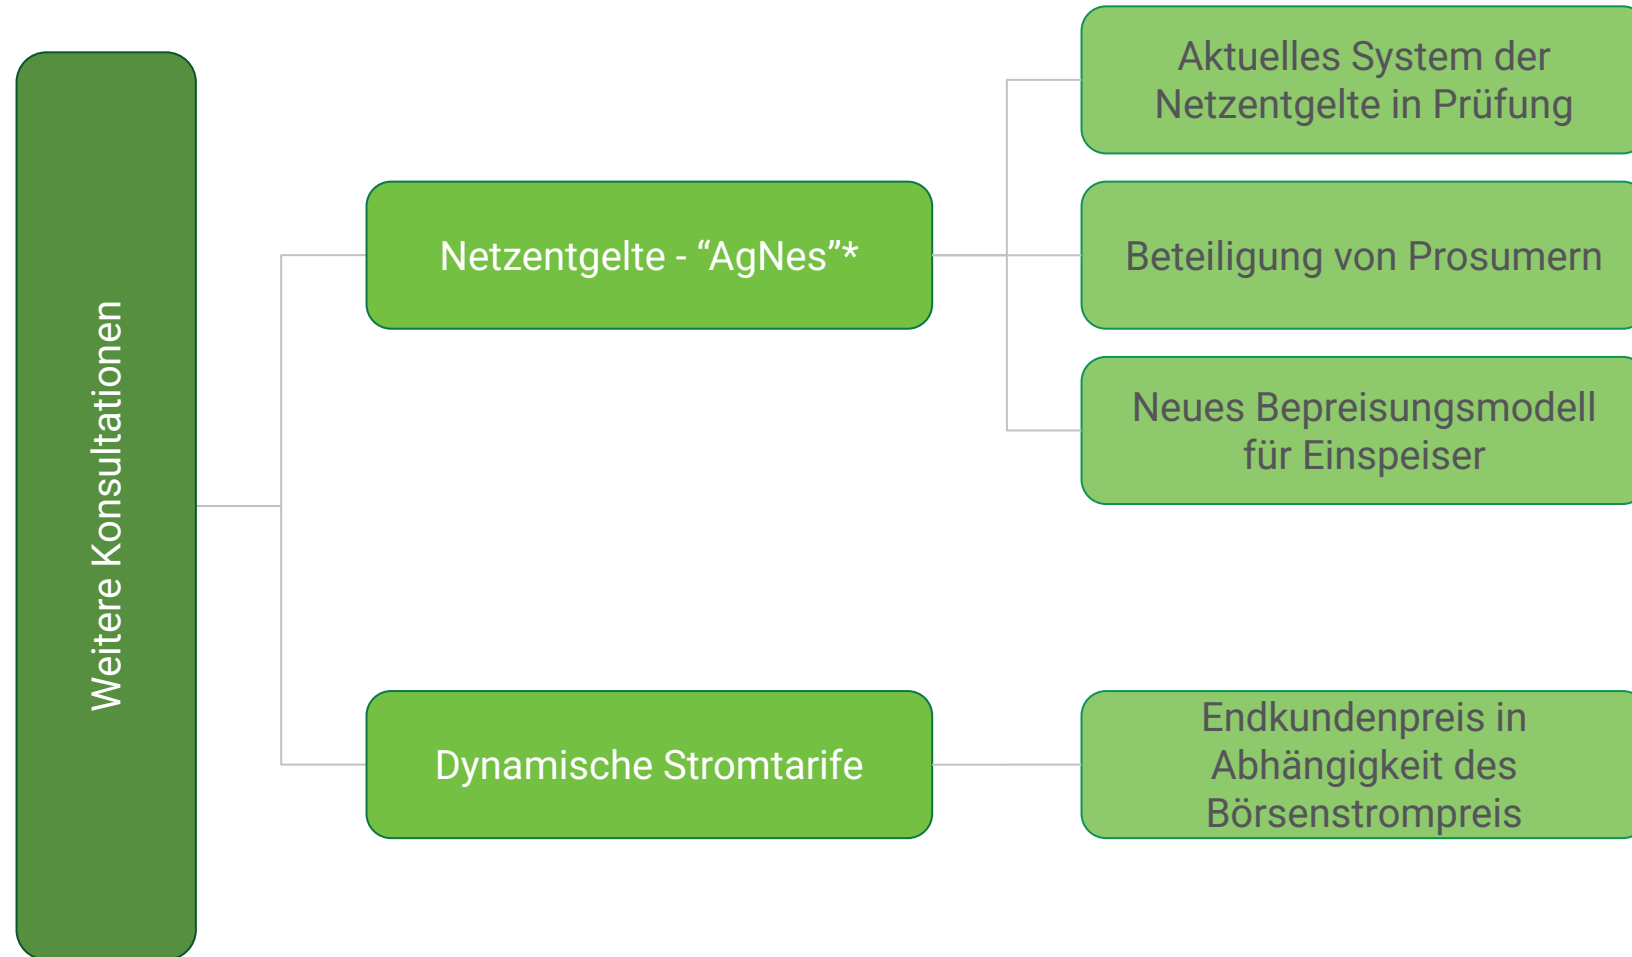 Weitere Konsultationen
Netzentgelte - “AgNes”*
Aktuelles System der
Netzentgelte in Prüfung
Beteiligung von Prosumern
Neues Bepreisungsmodell
für Einspeiser
Dynamische Stromtarife
Endkundenpreis in
Abhängigkeit des
Börsenstrompreis